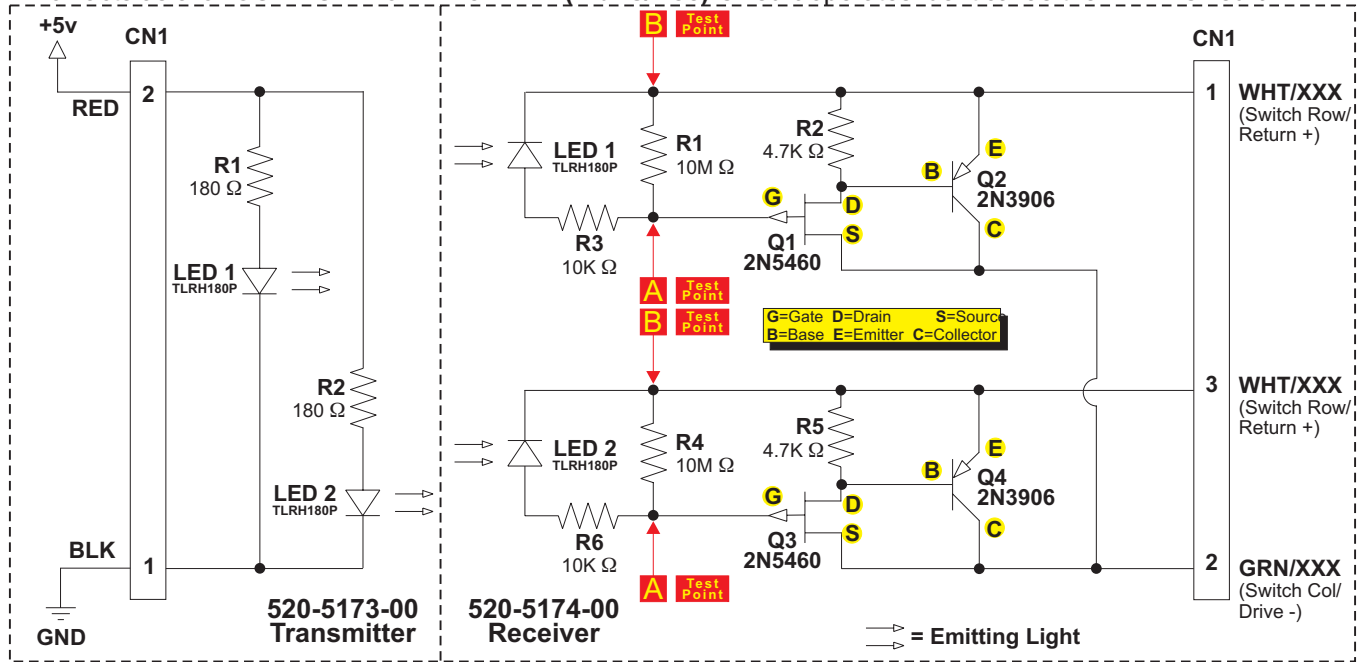 +5v
CN1
RED
2
R1
180 Ω
LED 1
TLRH180P
R2
180 Ω
LED 2
TLRH180P
BLK
1
GND
520-5173-00
Transmitter
B Test Point
CN1
1
WHT/XXX
(Switch Row/
Return +)
LED 1
TLRH180P
R1
10M Ω
R2
4.7K Ω
R3
10K Ω
G
D
S
Q1
2N5460
B
E
C
Q2
2N3906
A Test Point
B Test Point
G=Gate D=Drain S=Source
B=Base E=Emitter C=Collector
3
WHT/XXX
(Switch Row/
Return +)
LED 2
TLRH180P
R4
10M Ω
R5
4.7K Ω
R6
10K Ω
G
D
S
Q3
2N5460
B
E
C
Q4
2N3906
A Test Point
2
GRN/XXX
(Switch Col/
Drive -)
520-5174-00
Receiver
= Emitting Light